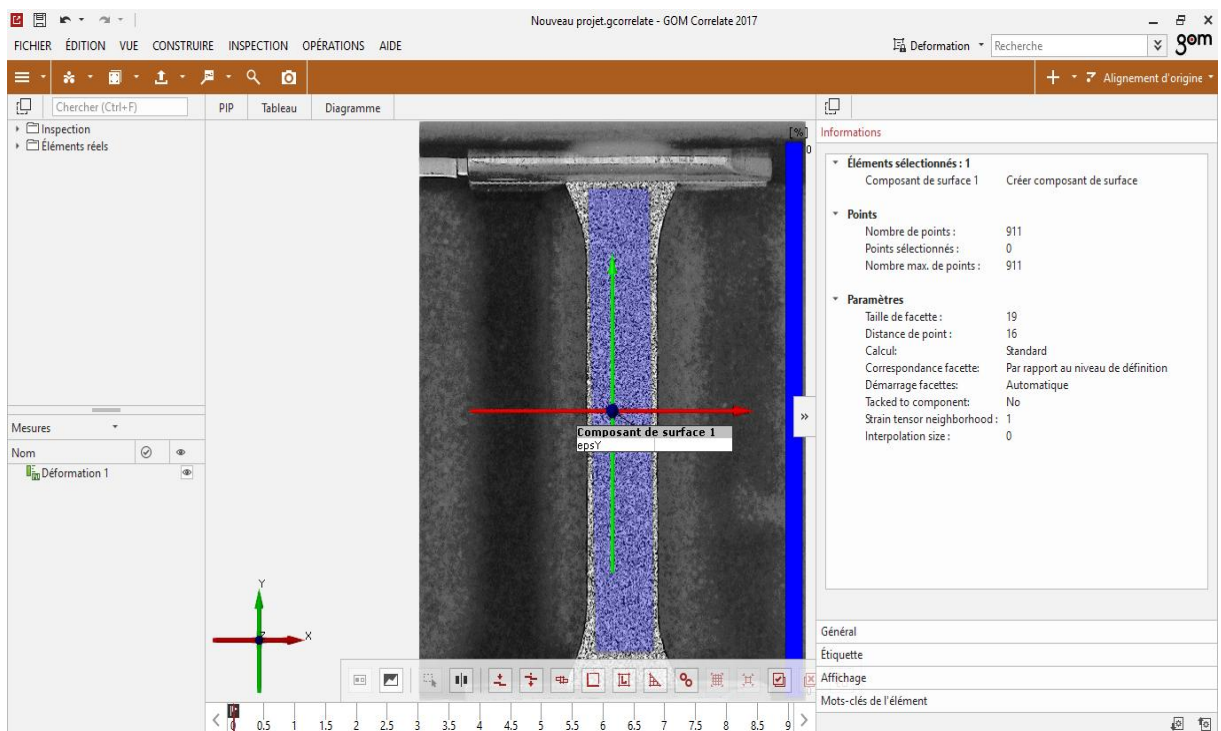 Nouveau projet.gcorrelate - GOM Correlate 2017
FICHIER ÉDITION VUE CONSTRUIRE INSPECTION OPÉRATIONS AIDE
Deformation Recherche gom
Alignement d'origine
Chercher (Ctrl+F) PIP Tableau Diagramme
Inspection
Éléments réels
[%]
0
Informations
Éléments sélectionnés : 1
Composant de surface 1 Créer composant de surface
Points
Nombre de points : 911
Points sélectionnés : 0
Nombre max. de points : 911
Paramètres
Taille de facette : 19
Distance de point : 16
Calcul: Standard
Correspondance facette: Par rapport au niveau de définition
Démarrage facettes: Automatique
Tacked to component: No
Strain tensor neighborhood : 1
Interpolation size : 0
Composant de surface 1
epsY
Mesures
Nom
Déformation 1
Y
Z
X
Général
Étiquette
Affichage
Mots-clés de l'élément
0 0.5 1 1.5 2 2.5 3 3.5 4 4.5 5 5.5 6 6.5 7 7.5 8 8.5 9